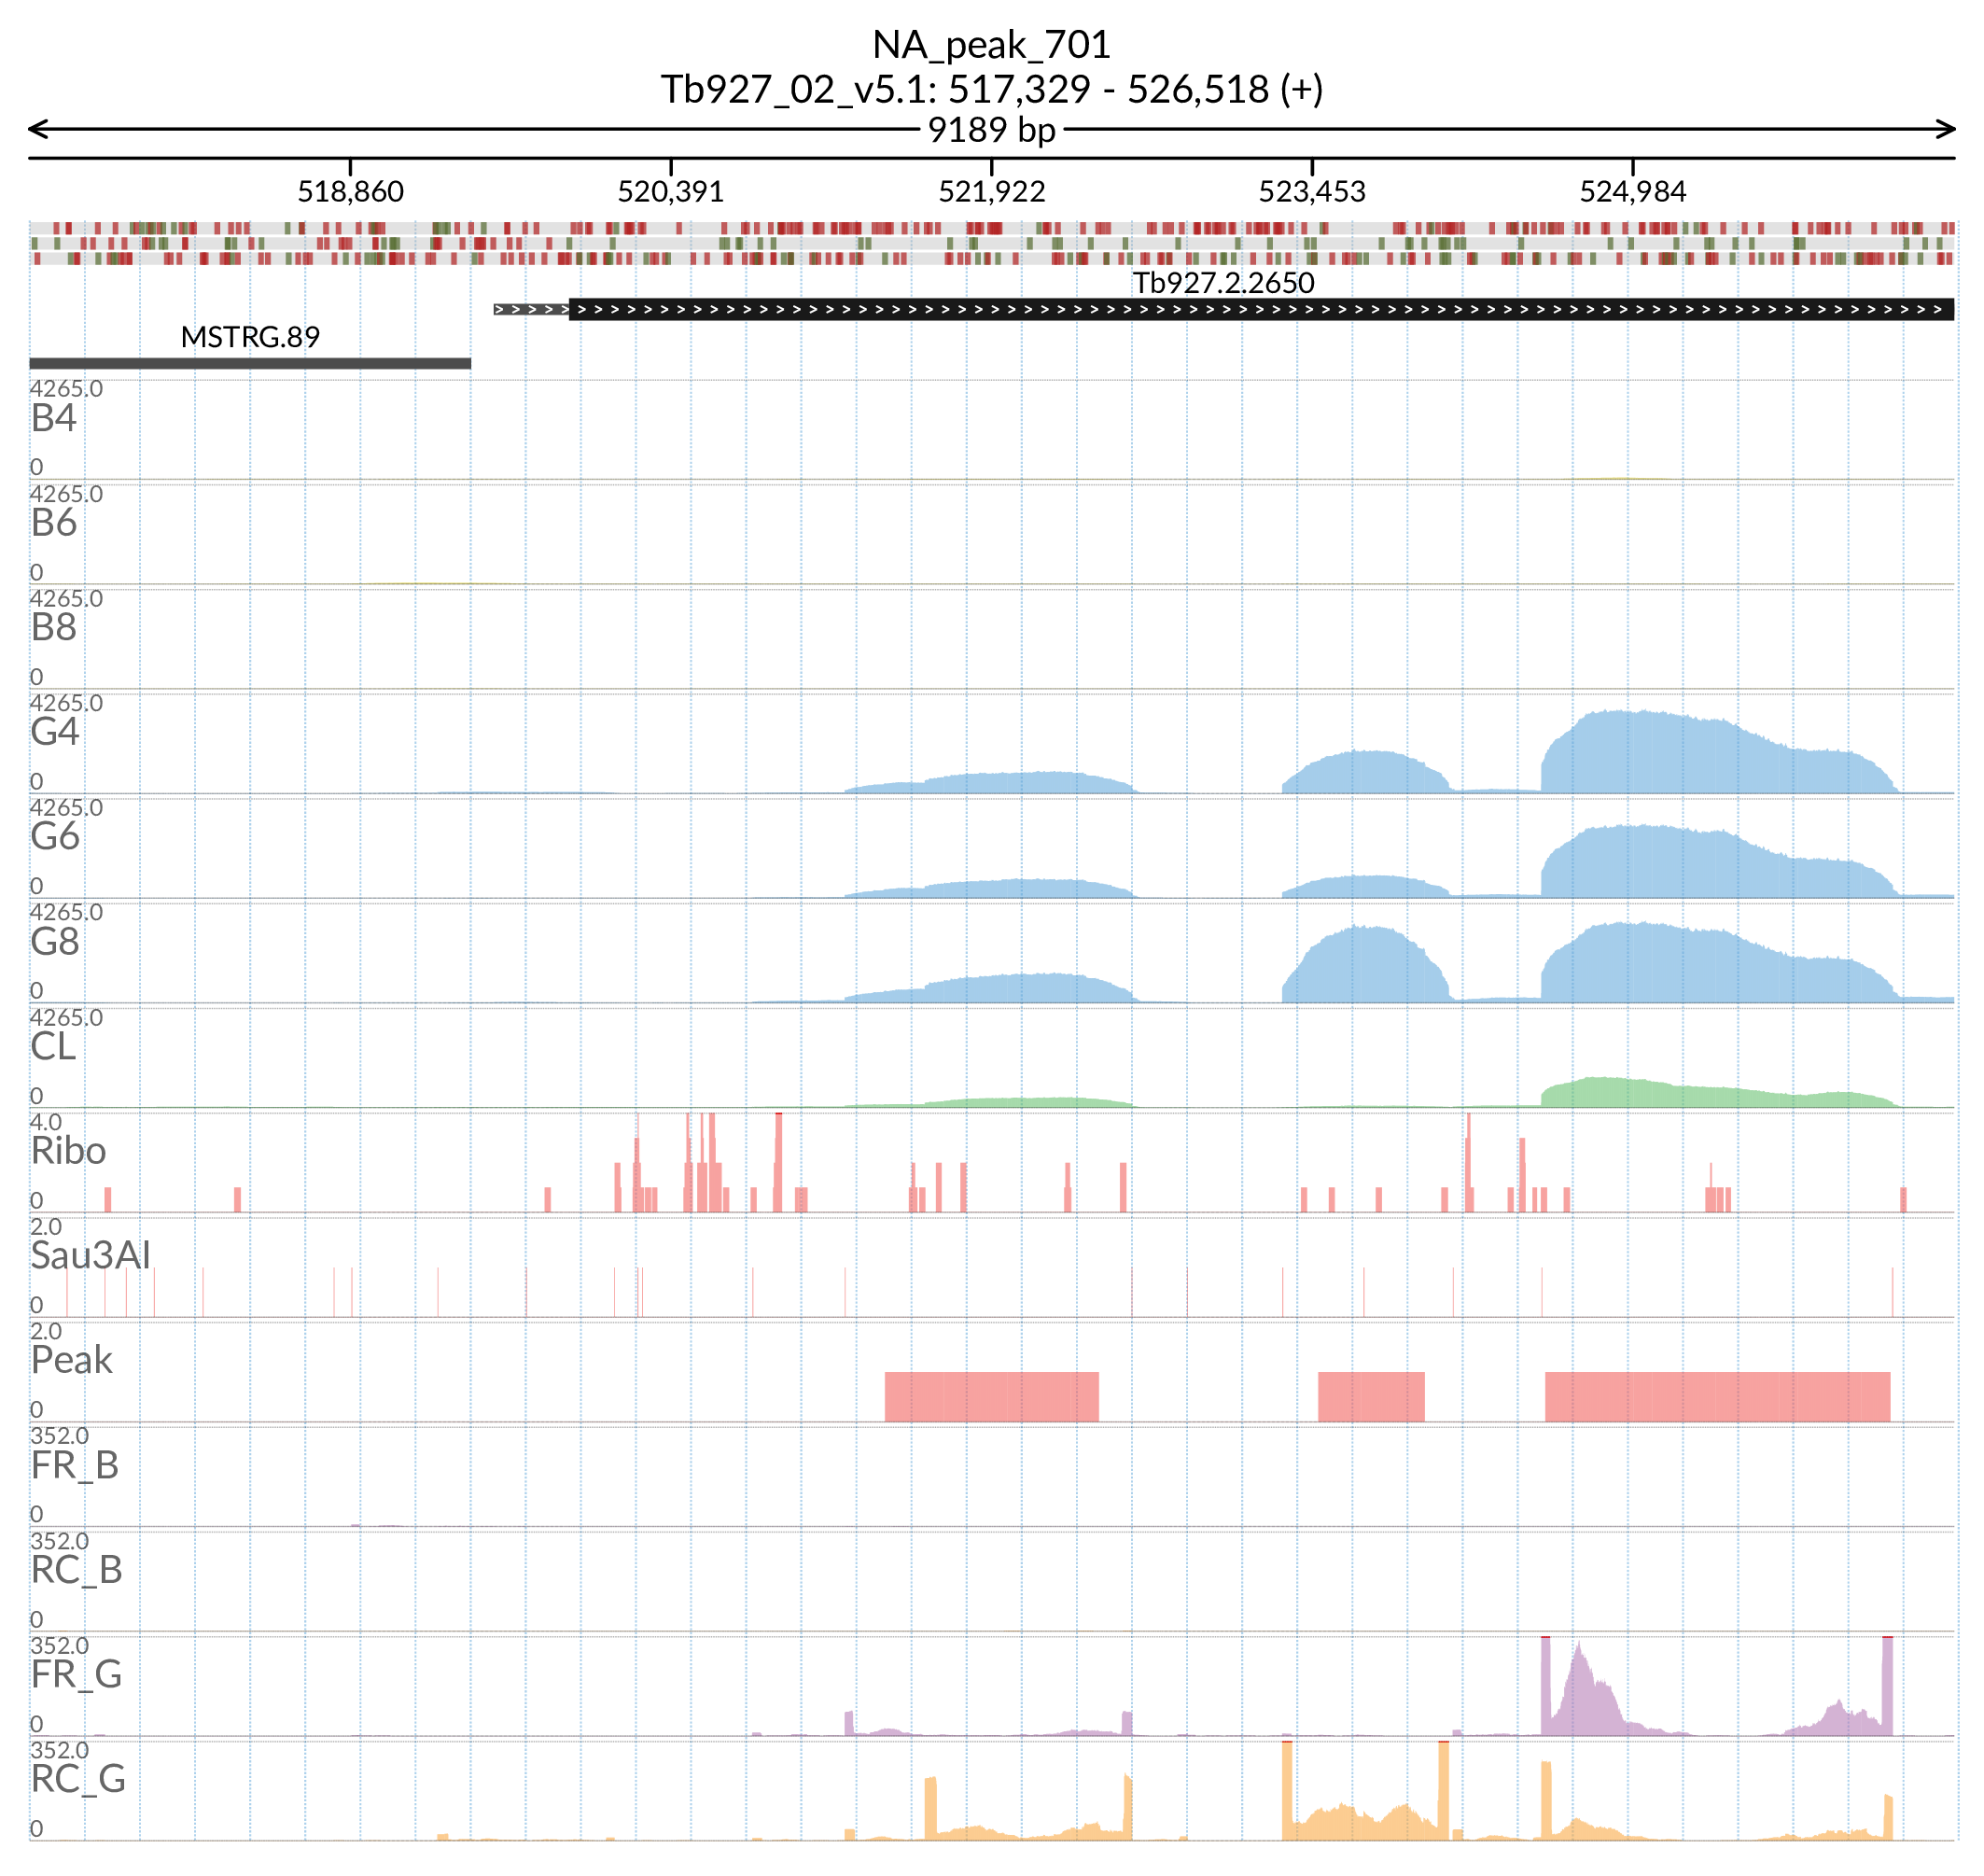 NA_peak_701
Tb927_02_v5.1: 517,329 - 526,518 (+)
9189 bp
518,860 520,391 521,922 523,453 524,984
Tb927.2.2650
> > > > > > > > > > > > > > > > > > > > > > > > > > > > > > > > > > > > > > > > > > > > > > > >
MSTRG.89
4265.0
B4
0
4265.0
B6
0
4265.0
B8
0
4265.0
G4
0
4265.0
G6
0
4265.0
G8
0
4265.0
CL
0
4.0
Ribo
0
2.0
Sau3AI
0
2.0
Peak
0
352.0
FR_B
0
352.0
RC_B
0
352.0
FR_G
0
352.0
RC_G
0